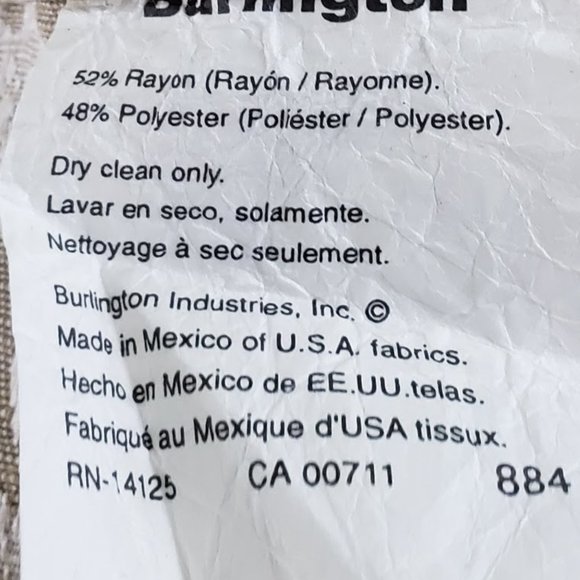 Burlington
52% Rayon (Rayón / Rayonne).
48% Polyester (Poliéster / Polyester).
Dry clean only.
Lavar en seco, solamente.
Nettoyage à sec seulement.
Burlington Industries, Inc. ©
Made in Mexico of U.S.A. fabrics.
Hecho en Mexico de EE.UU.telas.
Fabriqué au Mexique d'USA tissux.
RN-14125 CA 00711 884